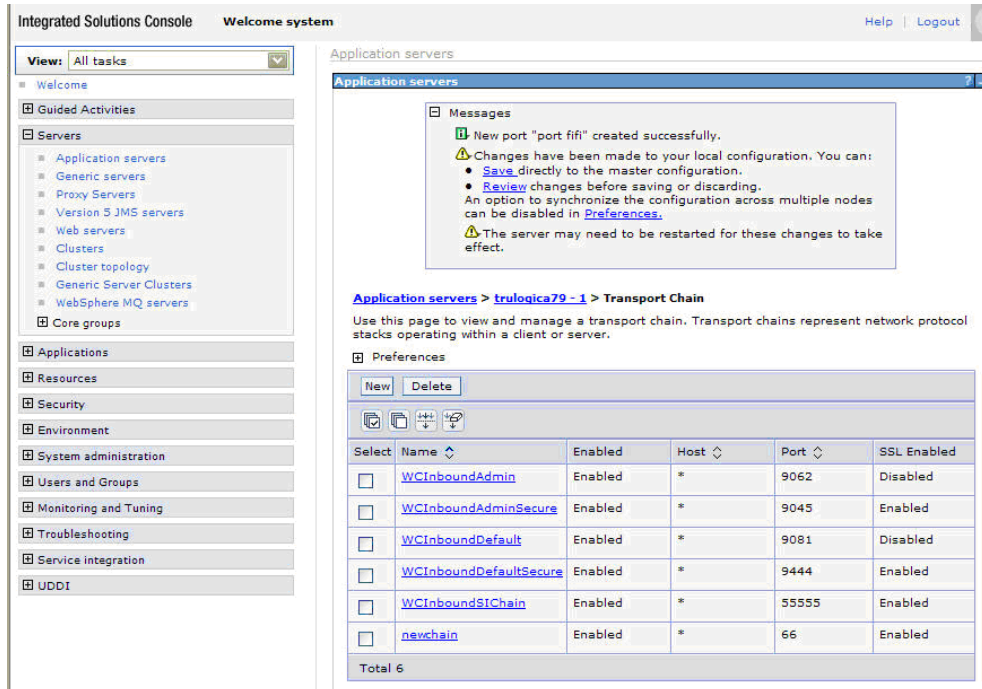 Integrated Solutions Console Welcome system Help | Logout
View: All tasks
Welcome
Guided Activities
Servers
Application servers
Generic servers
Proxy Servers
Version 5 JMS servers
Web servers
Clusters
Cluster topology
Generic Server Clusters
WebSphere MQ servers
Core groups
Applications
Resources
Security
Environment
System administration
Users and Groups
Monitoring and Tuning
Troubleshooting
Service integration
UDDI
Application servers
Application servers ? -
Messages
New port "port fifi" created successfully.
Changes have been made to your local configuration. You can:
• Save directly to the master configuration.
• Review changes before saving or discarding.
An option to synchronize the configuration across multiple nodes
can be disabled in Preferences.
The server may need to be restarted for these changes to take
effect.
Application servers > trulogica79 - 1 > Transport Chain
Use this page to view and manage a transport chain. Transport chains represent network protocol
stacks operating within a client or server.
Preferences
New Delete
Select Name Enabled Host Port SSL Enabled
WCInboundAdmin Enabled * 9062 Disabled
WCInboundAdminSecure Enabled * 9045 Enabled
WCInboundDefault Enabled * 9081 Disabled
WCInboundDefaultSecure Enabled * 9444 Enabled
WCInboundSIChain Enabled * 55555 Enabled
newchain Enabled * 66 Enabled
Total 6